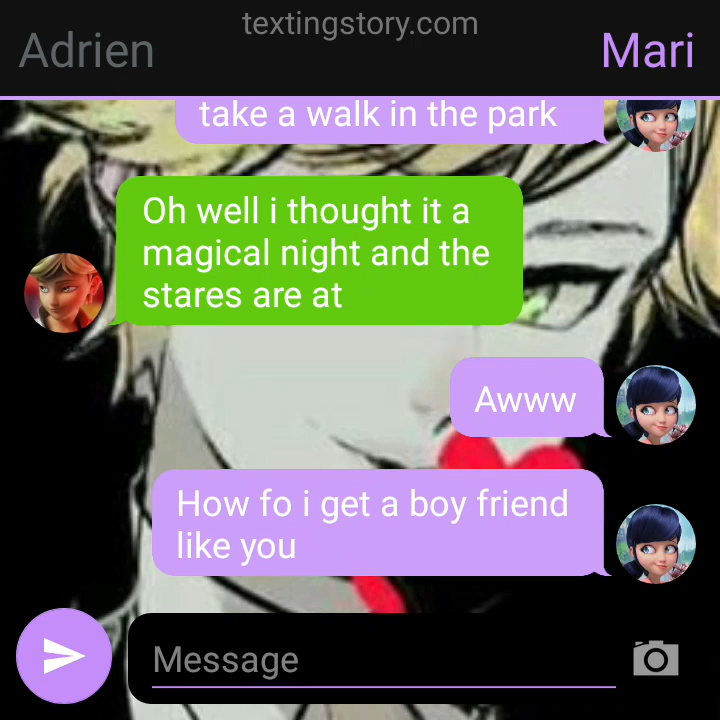 textingstory.com
Adrien
Mari
take a walk in the park
Oh well i thought it a
magical night and the
stares are at
Awww
How fo i get a boy friend
like you
Message